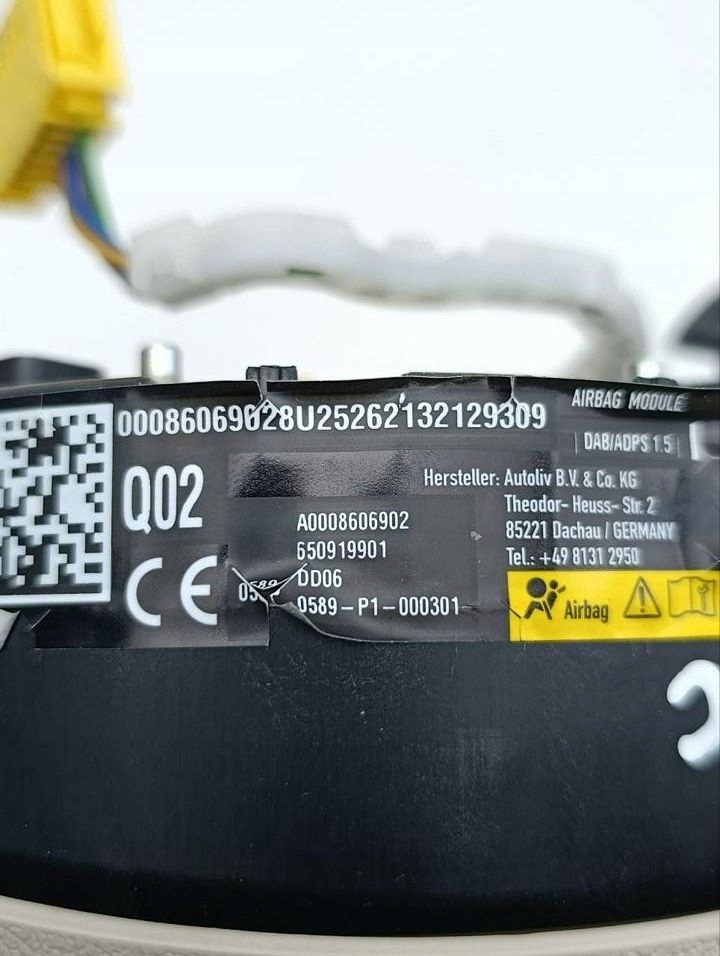 00086069028U25262132129309
AIRBAG MODULE
DAB/ADPS 1.5
Q02
Hersteller: Autoliv B.V. & Co. KG
Theodor- Heuss- Str. 2
85221 Dachau / GERMANY
Tel.: +49 8131 2950
A0008606902
650919901
DD06
0589-P1-000301
CE
Airbag